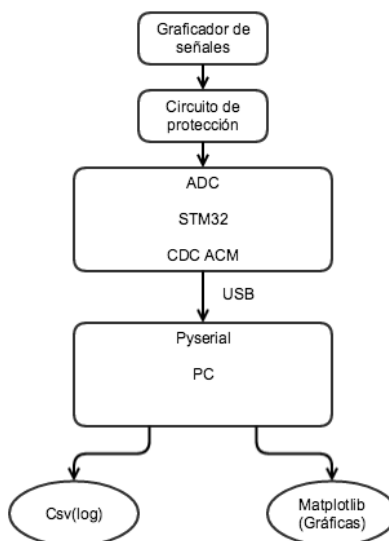 Graficador de
señales
Circuito de
protección
ADC
STM32
CDC ACM
USB
Pyserial
PC
Csv(log)
Matplotlib
(Gráficas)